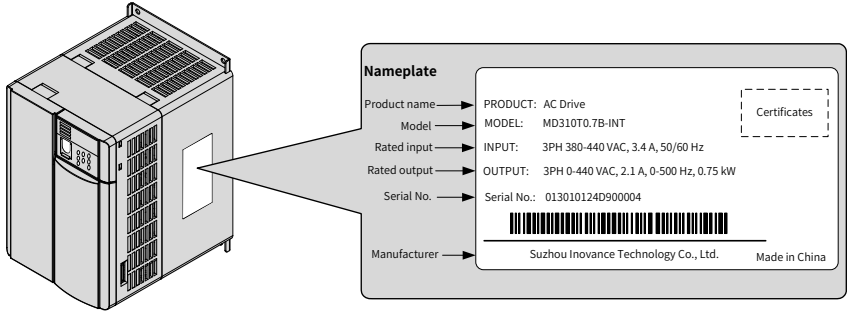 Nameplate
Product name PRODUCT: AC Drive
Certificates
Model MODEL: MD310T0.7B-INT
Rated input INPUT: 3PH 380-440 VAC, 3.4 A, 50/60 Hz
Rated output OUTPUT: 3PH 0-440 VAC, 2.1 A, 0-500 Hz, 0.75 kW
Serial No. Serial No.: 013010124D900004
Manufacturer Suzhou Inovance Technology Co., Ltd. Made in China